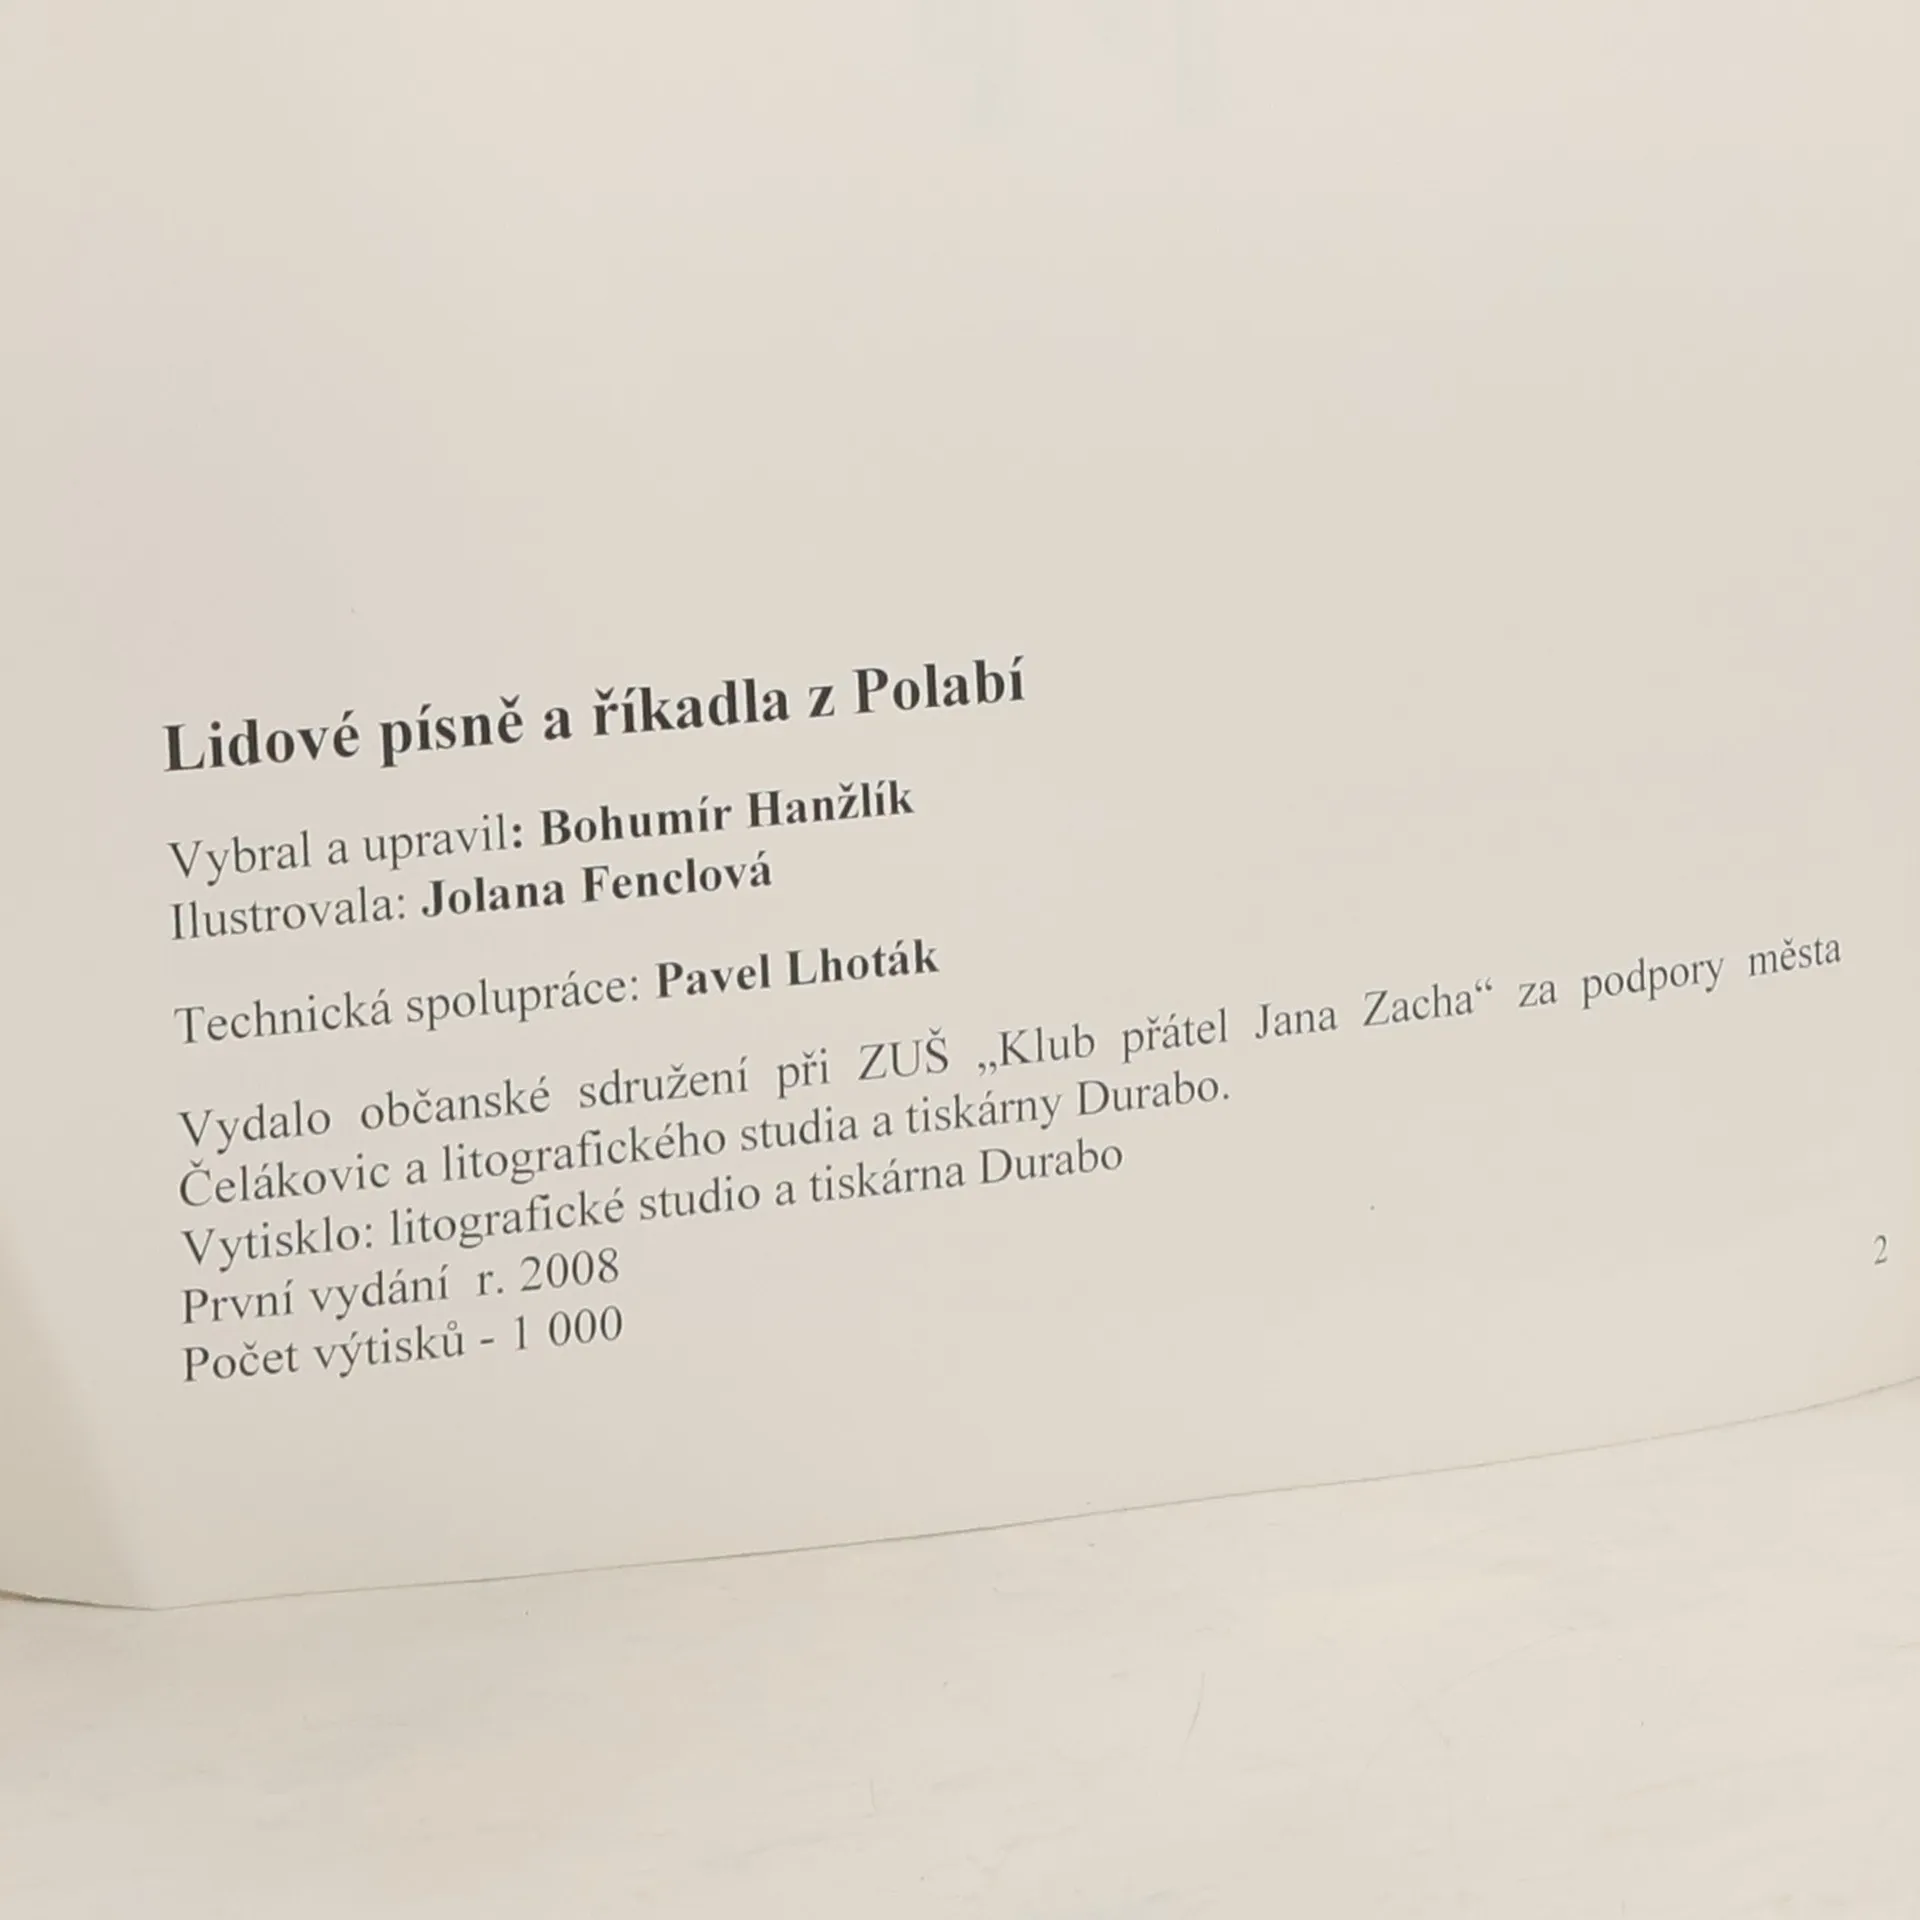 Lidové písně a říkadla z Polabí
Vybral a upravil: Bohumír Hanžlík
Ilustrovala: Jolana Fenclová
Technická spolupráce: Pavel Lhoták
Vydalo občanské sdružení při ZUŠ „Klub přátel Jana Zacha“ za podpory města
Čelákovic a litografického studia a tiskárny Durabo.
Vytisklo: litografické studio a tiskárna Durabo
První vydání r. 2008
Počet výtisků - 1 000
2